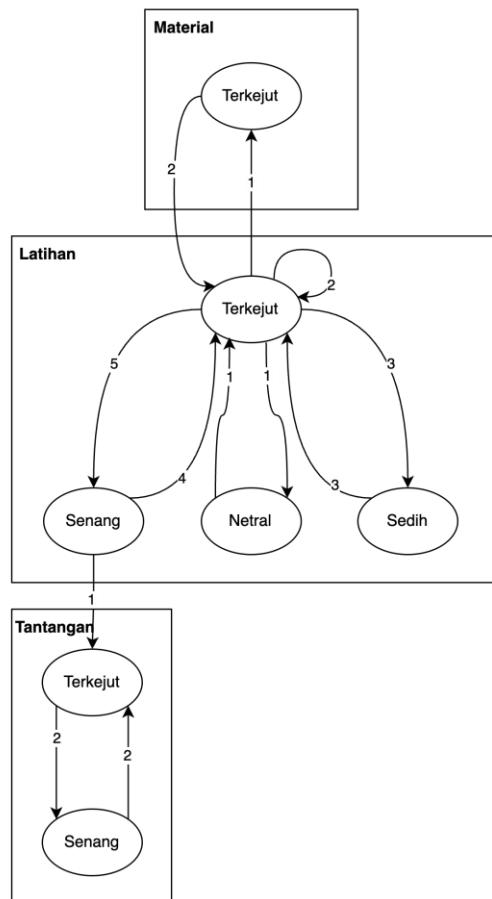 Material
Terkejut
2
1
Latihan
2
Terkejut
5
1
1
3
4
3
Senang
Netral
Sedih
1
Tantangan
Terkejut
2
2
Senang